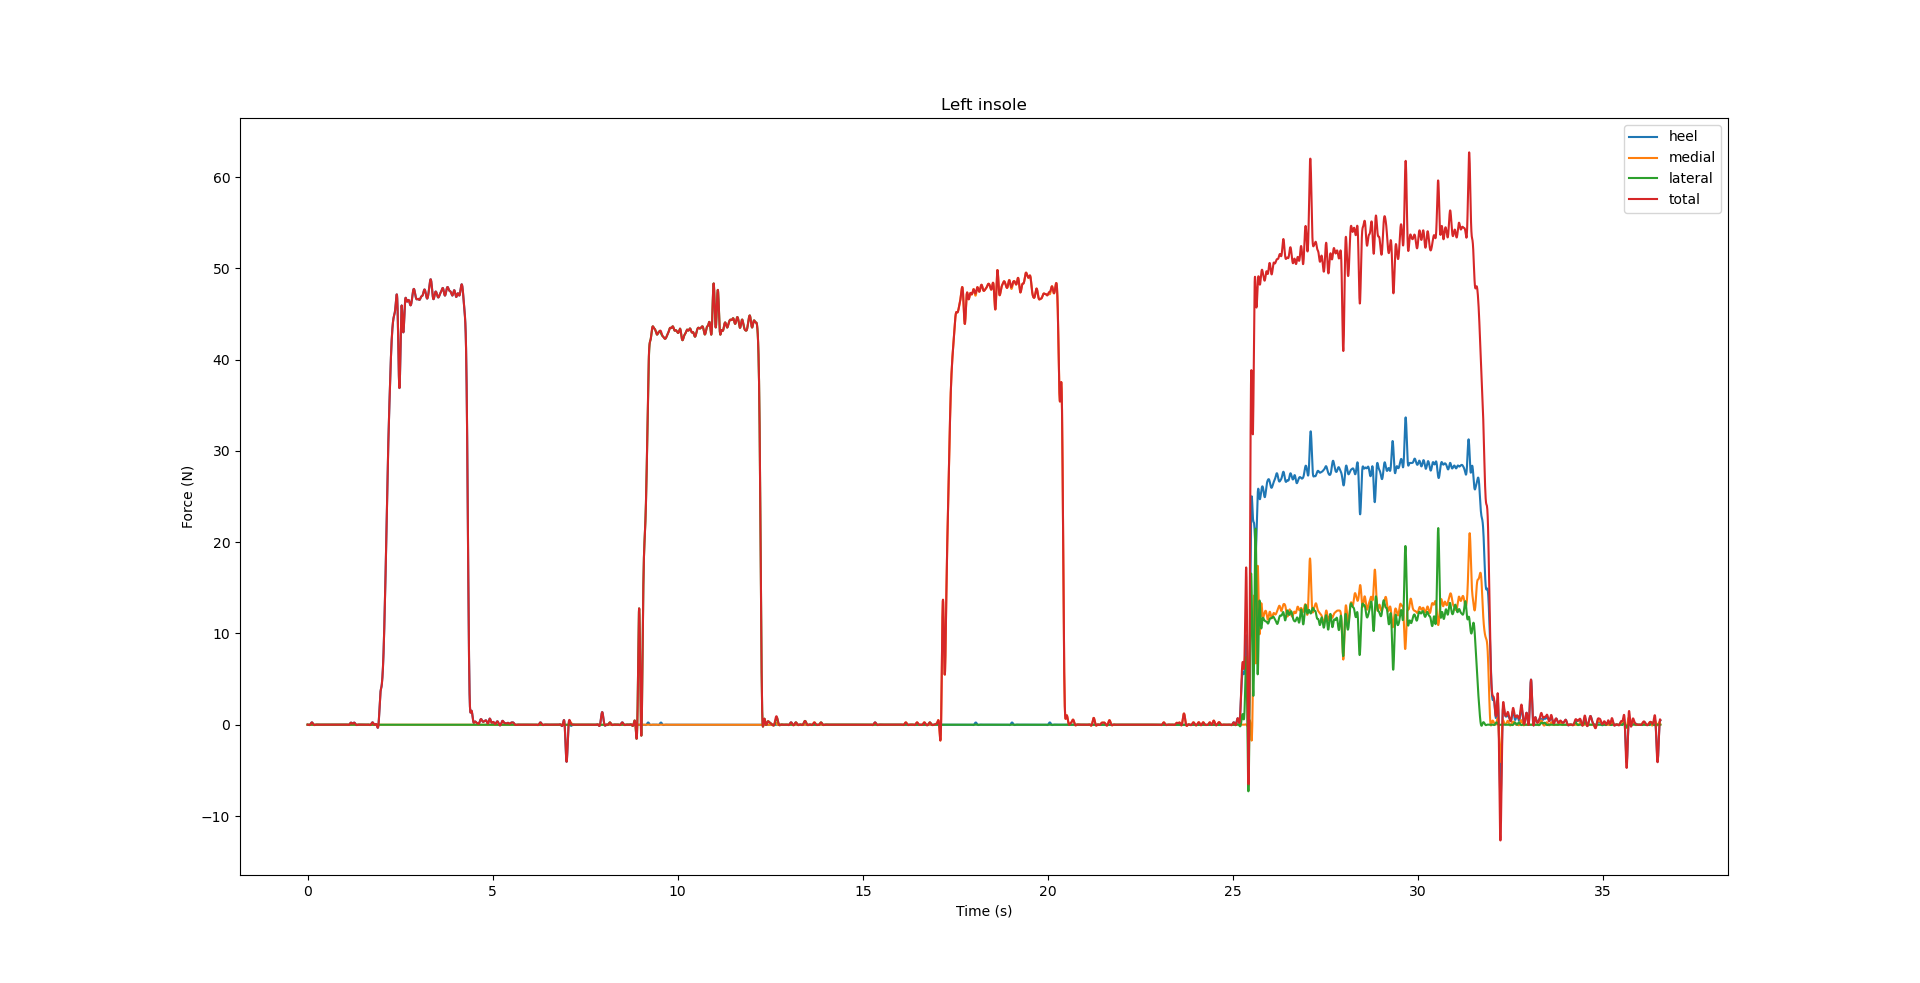 Left insole
heel
medial
lateral
total
60
50
40
30
20
10
0
−10
Force (N)
0 5 10 15 20 25 30 35
Time (s)